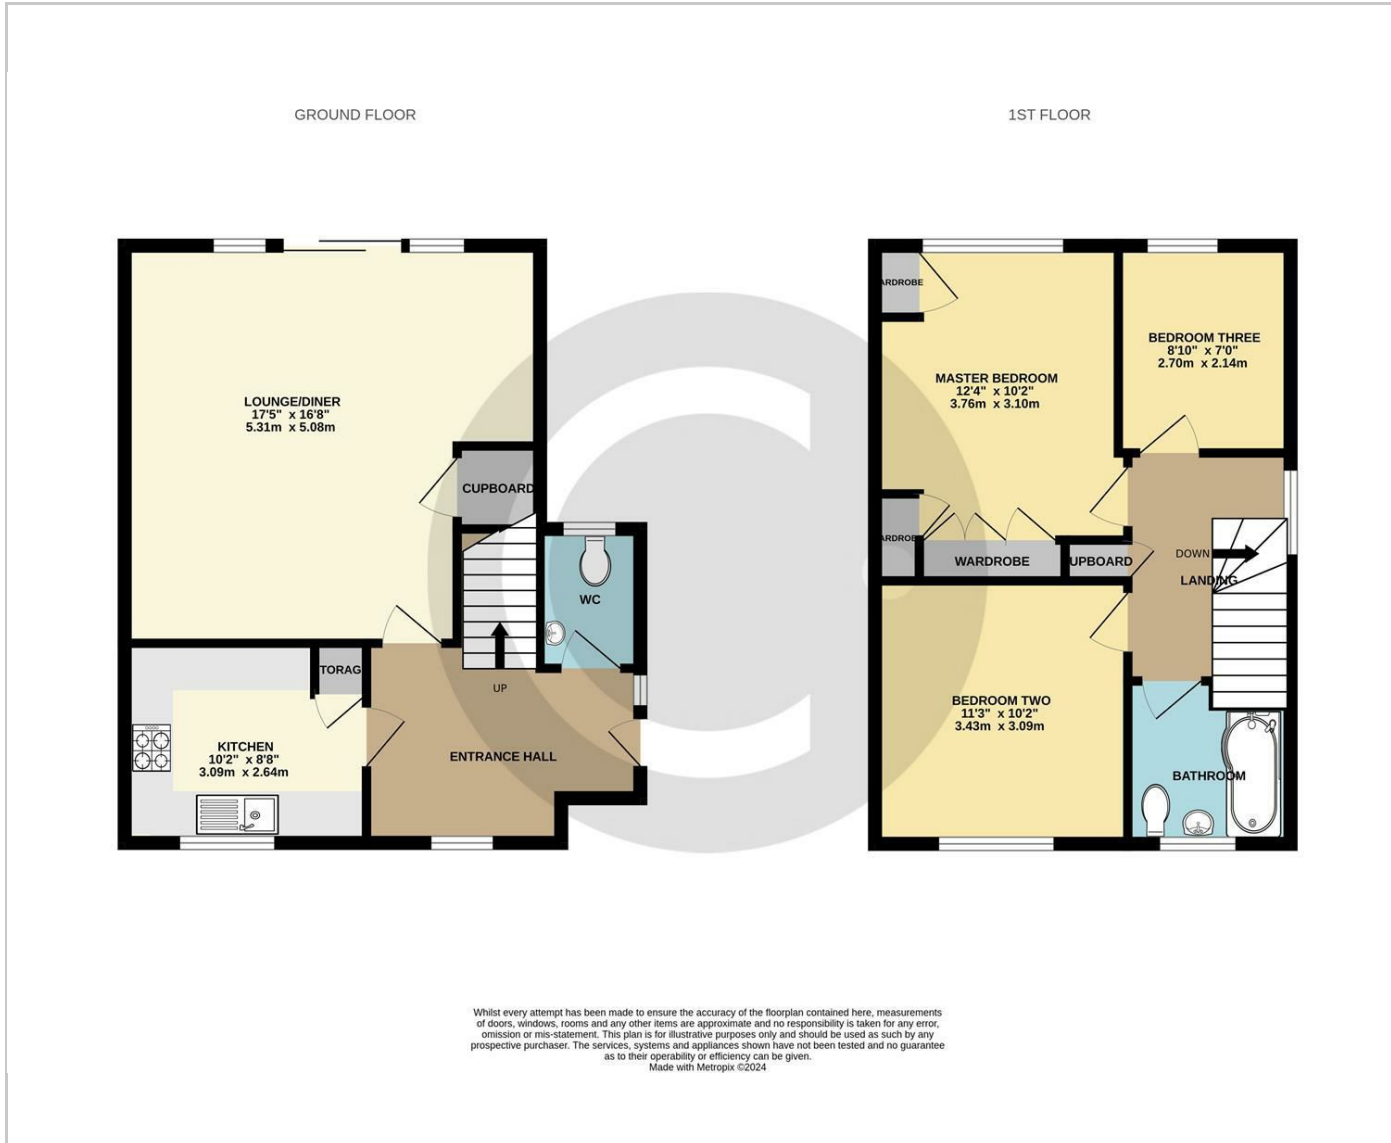 GROUND FLOOR
1ST FLOOR
LOUNGE/DINER
17'5" x 16'8"
5.31m x 5.08m
CUPBOARD
WC
UP
TORAG
KITCHEN
10'2" x 8'8"
3.09m x 2.64m
ENTRANCE HALL
ARDROBE
MASTER BEDROOM
12'4" x 10'2"
3.76m x 3.10m
BEDROOM THREE
8'10" x 7'0"
2.70m x 2.14m
ARDROBE
WARDROBE
UPBOARD
DOWN
LANDING
BEDROOM TWO
11'3" x 10'2"
3.43m x 3.09m
BATHROOM
Whilst every attempt has been made to ensure the accuracy of the floorplan contained here, measurements
of doors, windows, rooms and any other items are approximate and no responsibility is taken for any error,
omission or mis-statement. This plan is for illustrative purposes only and should be used as such by any
prospective purchaser. The services, systems and appliances shown have not been tested and no guarantee
as to their operability or efficiency can be given.
Made with Metropix ©2024